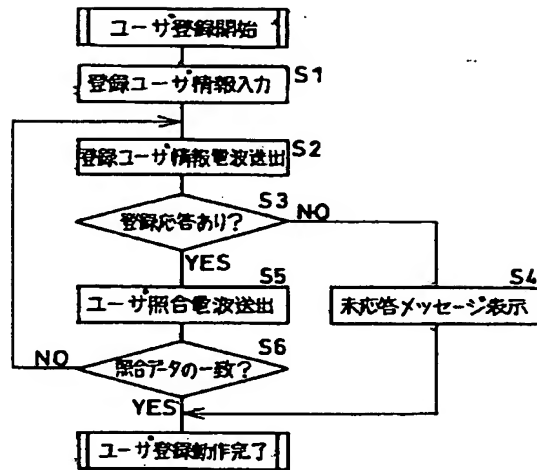 ユーザ登録開始
登録ユーザ情報入力 S1
登録ユーザ情報電波送出 S2
登録応答あり? S3
NO
YES
ユーザ照合電波送出 S5
未応答メッセージ表示 S4
照合データの一致? S6
NO
YES
ユーザ登録動作完了